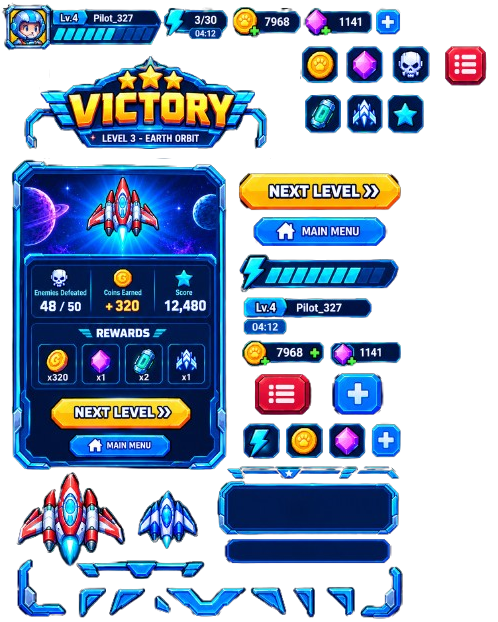 Lv.4 Pilot_327 3/30 7968 1141
04:12
VICTORY
LEVEL 3 - EARTH ORBIT
NEXT LEVEL
MAIN MENU
Enemies Defeated Coins Earned Score
48 / 50 +320 12,480
REWARDS
x320 x1 x2 x1
NEXT LEVEL
MAIN MENU
Lv.4 Pilot_327
04:12
7968 1141